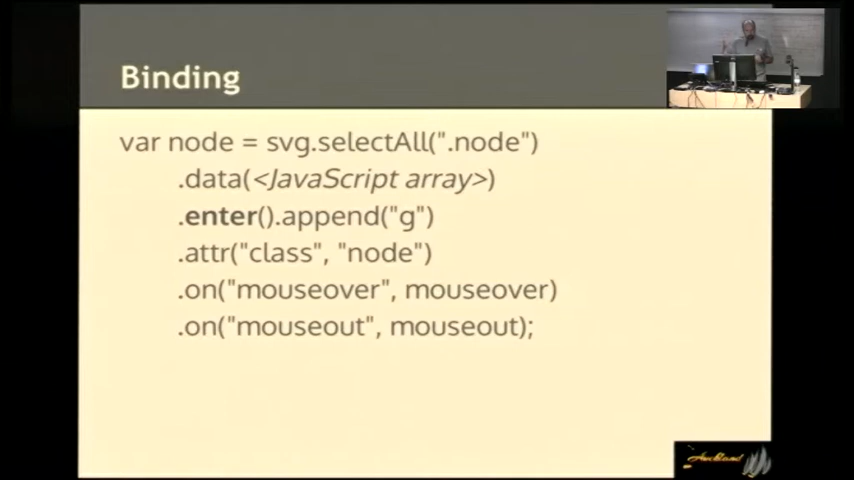 Binding
var node = svg.selectAll(".node")
.data(<JavaScript array>)
.enter().append("g")
.attr("class", "node")
.on("mouseover", mouseover)
.on("mouseout", mouseout);
Auckland